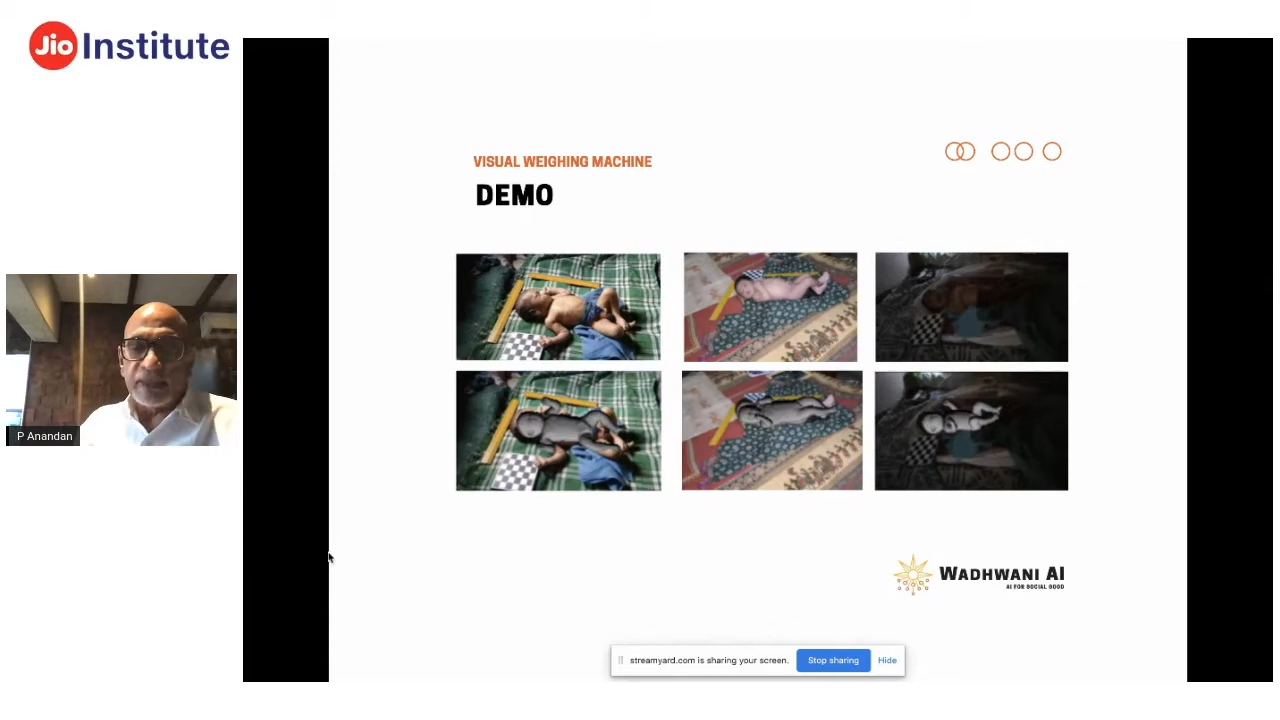 Jio Institute
VISUAL WEIGHING MACHINE
DEMO
P Anandan
WADHWANI AI
AI FOR SOCIAL GOOD
streamyard.com is sharing your screen. Stop sharing Hide